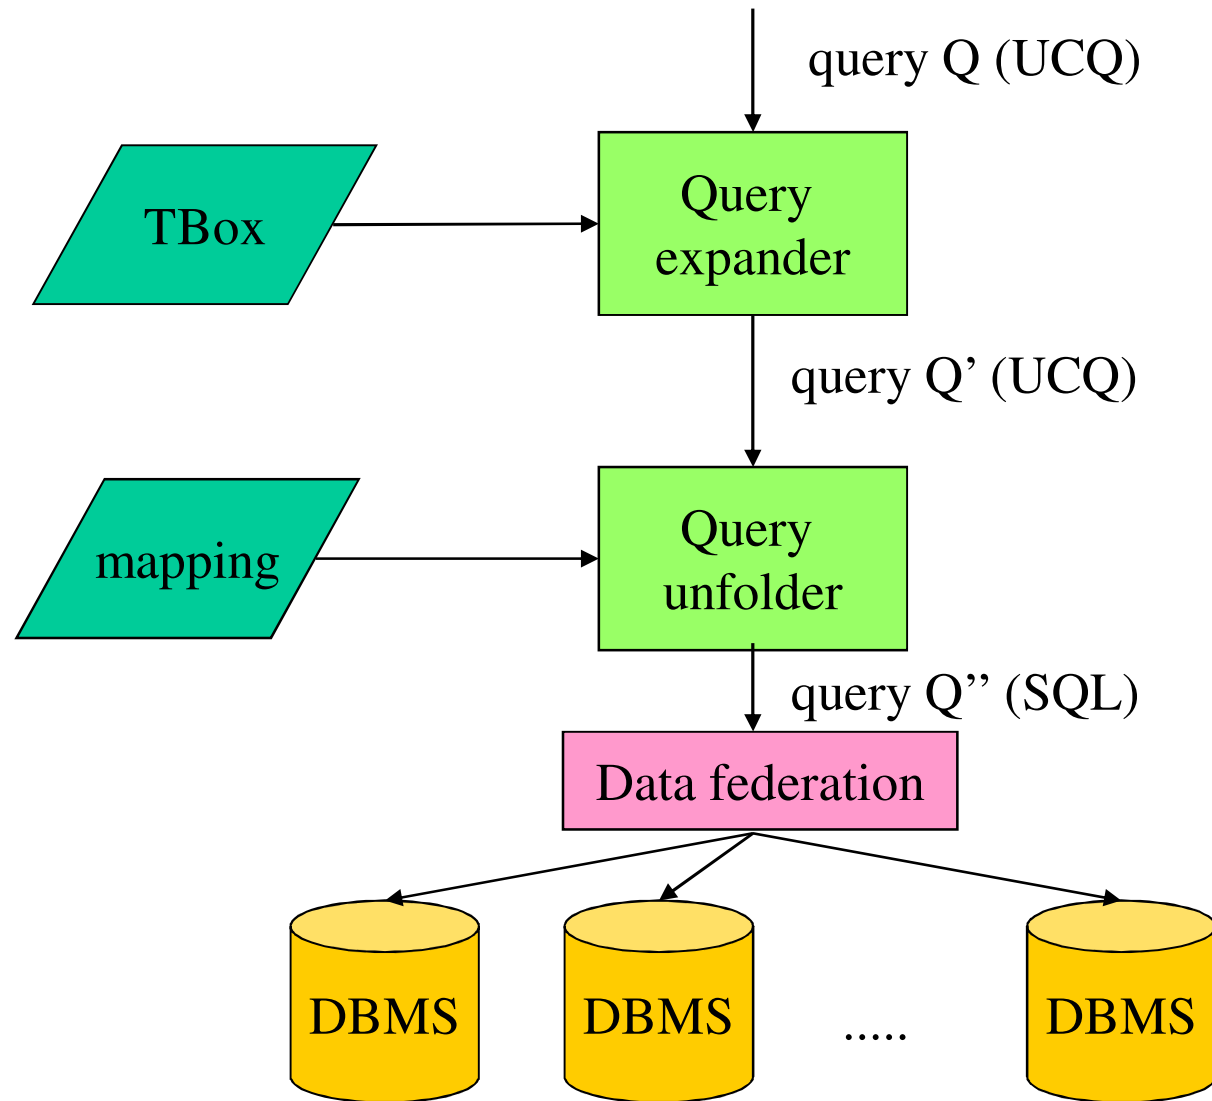 query Q (UCQ)
TBox
Query
expander
query Q’ (UCQ)
mapping
Query
unfolder
query Q’’ (SQL)
Data federation
DBMS
DBMS
.....
DBMS